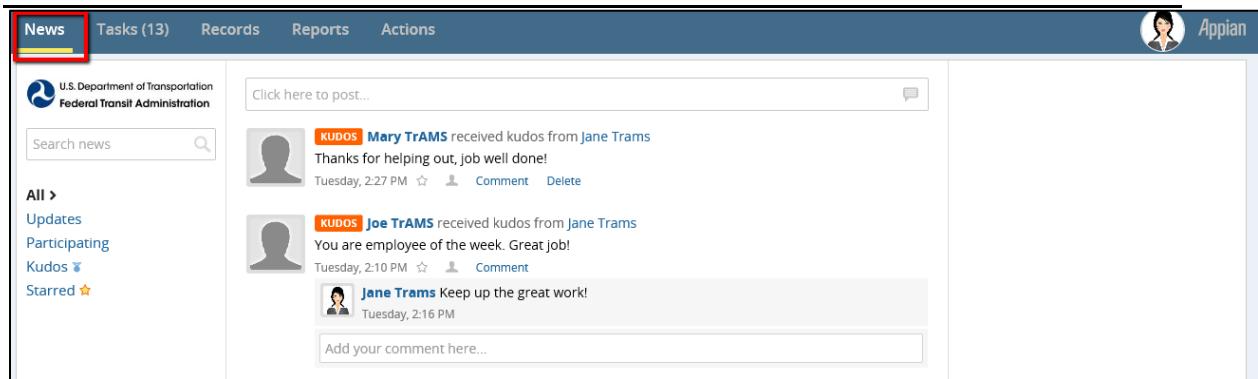 News Tasks (13) Records Reports Actions Appian
U.S. Department of Transportation
Federal Transit Administration
Search news
All >
Updates
Participating
Kudos
Starred
Click here to post...
KUDOS Mary TrAMS received kudos from Jane Trams
Thanks for helping out, job well done!
Tuesday, 2:27 PM Comment Delete
KUDOS Joe TrAMS received kudos from Jane Trams
You are employee of the week. Great job!
Tuesday, 2:10 PM Comment
Jane Trams Keep up the great work!
Tuesday, 2:16 PM
Add your comment here...